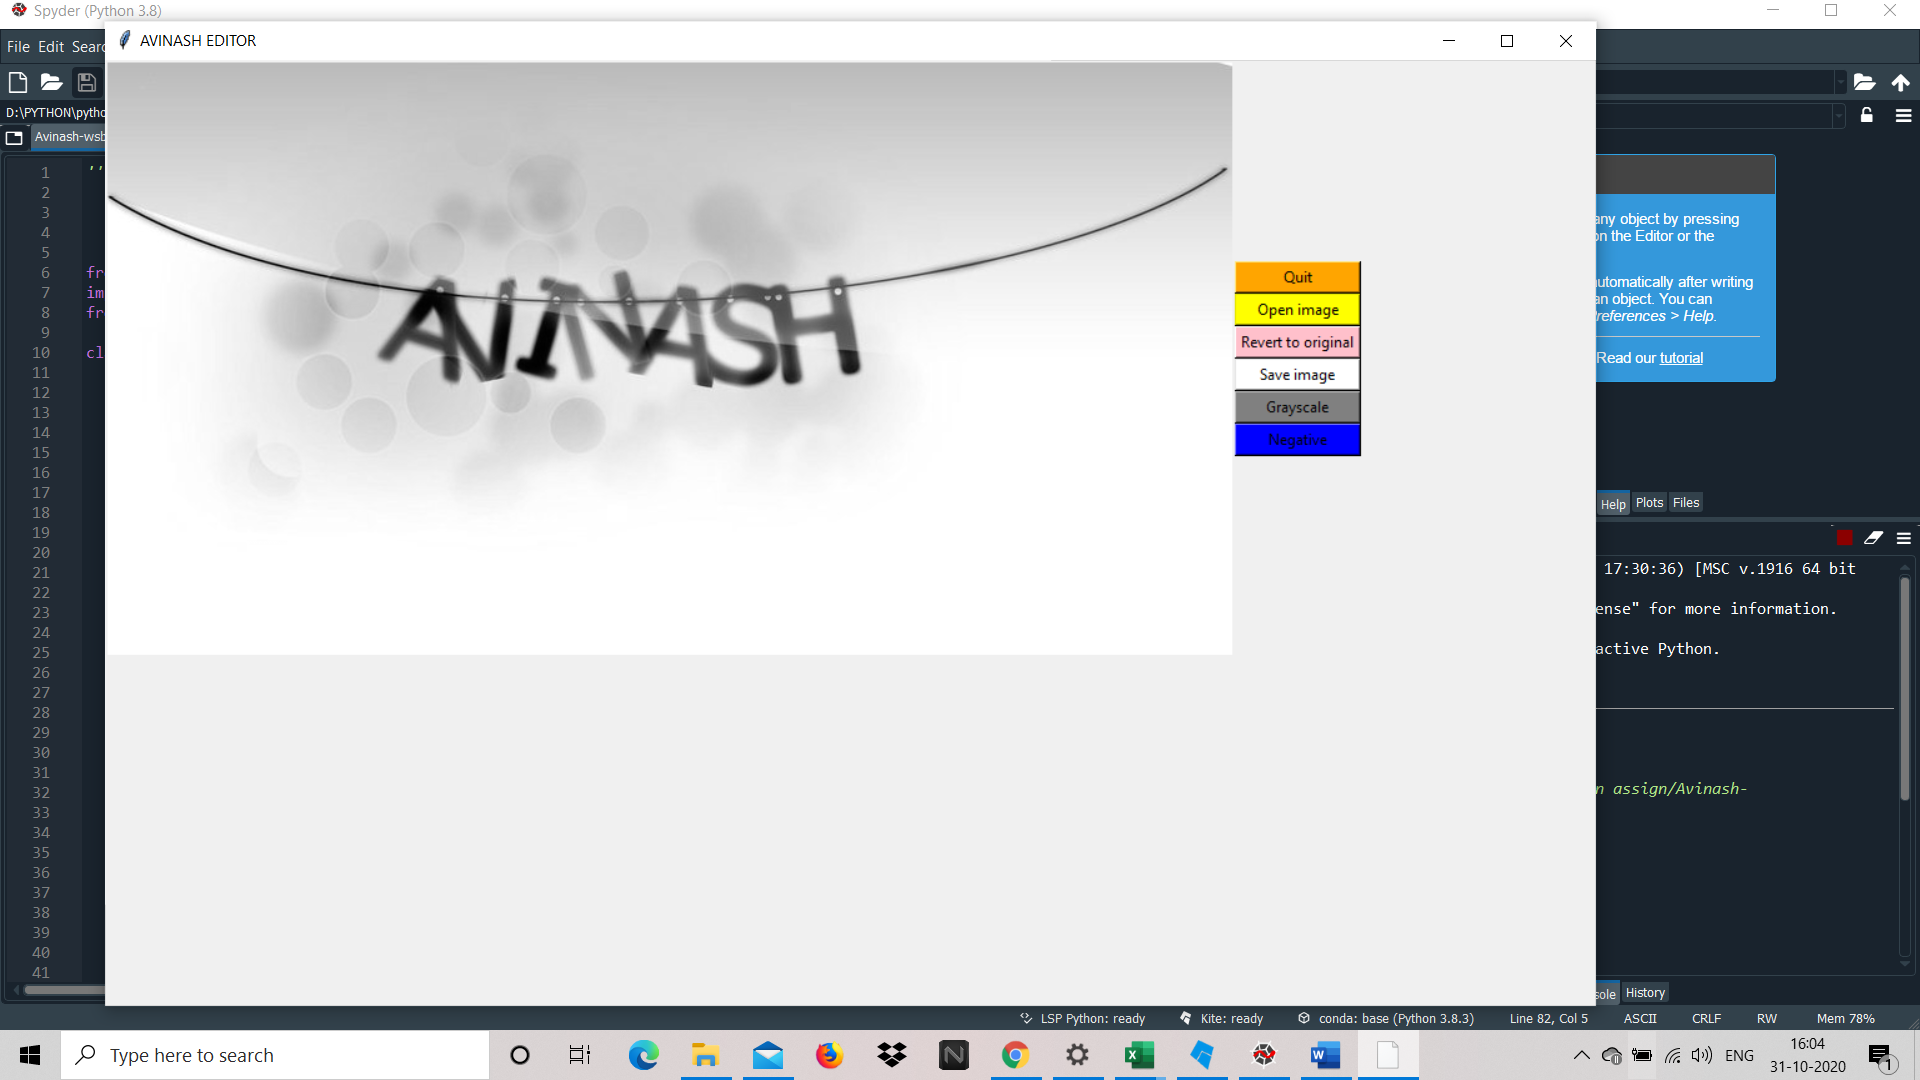 Spyder (Python 3.8)
File Edit Searc
AVINASH EDITOR
D:\PYTHON\pytho
Avinash-wsb
1 ''
2
3
4
5
6 fr
7 im
8 fr
9
10 cl
11
12
13
14
15
16
17
18
19
20
21
22
23
24
25
26
27
28
29
30
31
32
33
34
35
36
37
38
39
40
41
AVINASH
Quit
Open image
Revert to original
Save image
Grayscale
Negative
any object by pressing
on the Editor or the
automatically after writing
an object. You can
references > Help.
Read our tutorial
Help Plots Files
17:30:36) [MSC v.1916 64 bit
ense" for more information.
active Python.
n assign/Avinash-
sole History
LSP Python: ready Kite: ready conda: base (Python 3.8.3) Line 82, Col 5 ASCII CRLF RW Mem 78%
Type here to search
ENG
16:04
31-10-2020
1